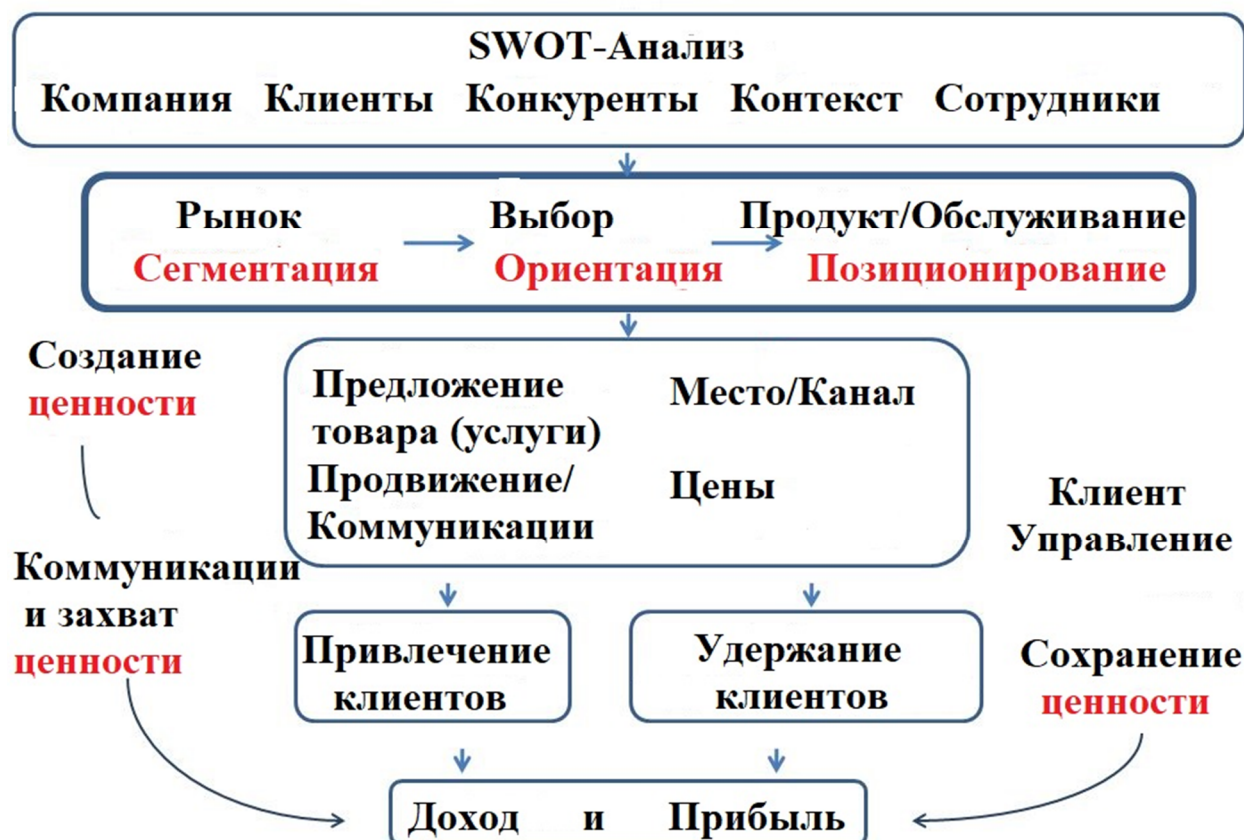 SWOT-Анализ
Компания Клиенты Конкуренты Контекст Сотрудники
Рынок Выбор Продукт/Обслуживание
Сегментация Ориентация Позиционирование
Создание
ценности
Предложение
товара (услуги)
Место/Канал
Продвижение/
Коммуникации
Цены
Клиент
Управление
Коммуникации
и захват
ценности
Привлечение
клиентов
Удержание
клиентов
Сохранение
ценности
Доход и Прибыль